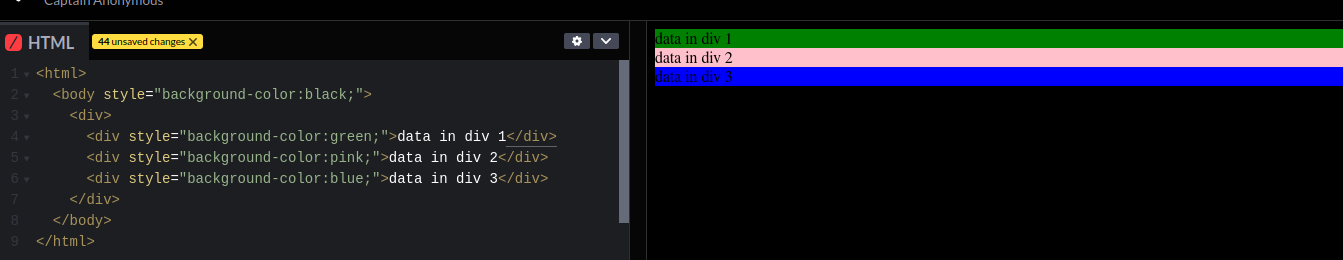 Captain Anonymous
/ HTML 44 unsaved changes X
1 <html>
2 <body style="background-color:black;">
3 <div>
4 <div style="background-color:green;">data in div 1</div>
5 <div style="background-color:pink;">data in div 2</div>
6 <div style="background-color:blue;">data in div 3</div>
7 </div>
8 </body>
9 </html>
data in div 1
data in div 2
data in div 3